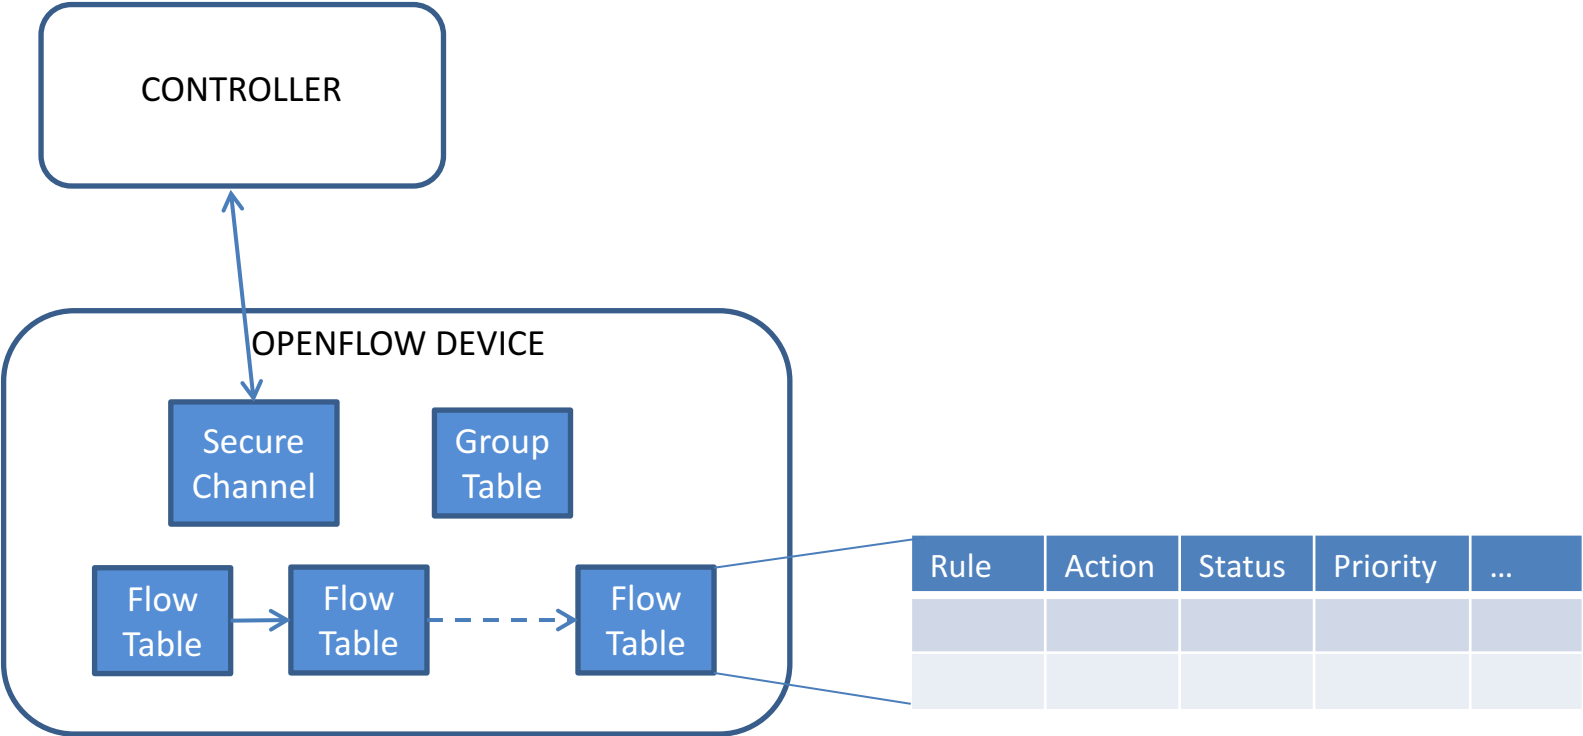 CONTROLLER
OPENFLOW DEVICE
Secure
Channel
Group
Table
Flow
Table
Flow
Table
Flow
Table
Rule Action Status Priority ...